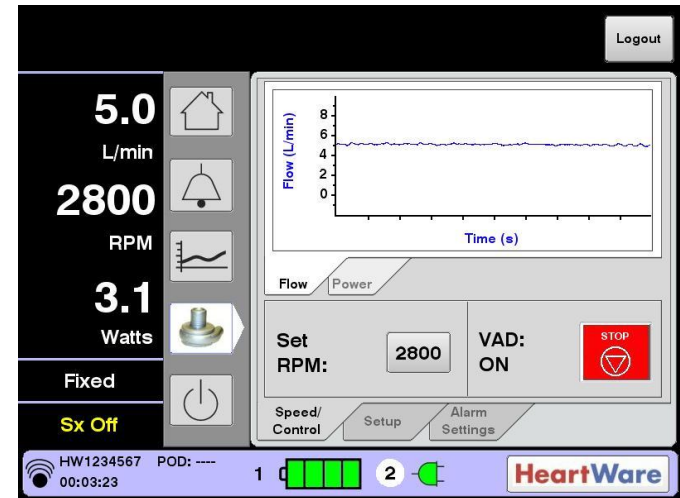 Logout
5.0
L/min
2800
RPM
3.1
Watts
Fixed
Sx Off
Flow (L/min)
8
6
4
2
0
Time (s)
Flow Power
Set
RPM:
2800
VAD:
ON
STOP
Speed/
Control
Setup
Alarm
Settings
HW1234567 POD: ----
00:03:23
1
2
HeartWare